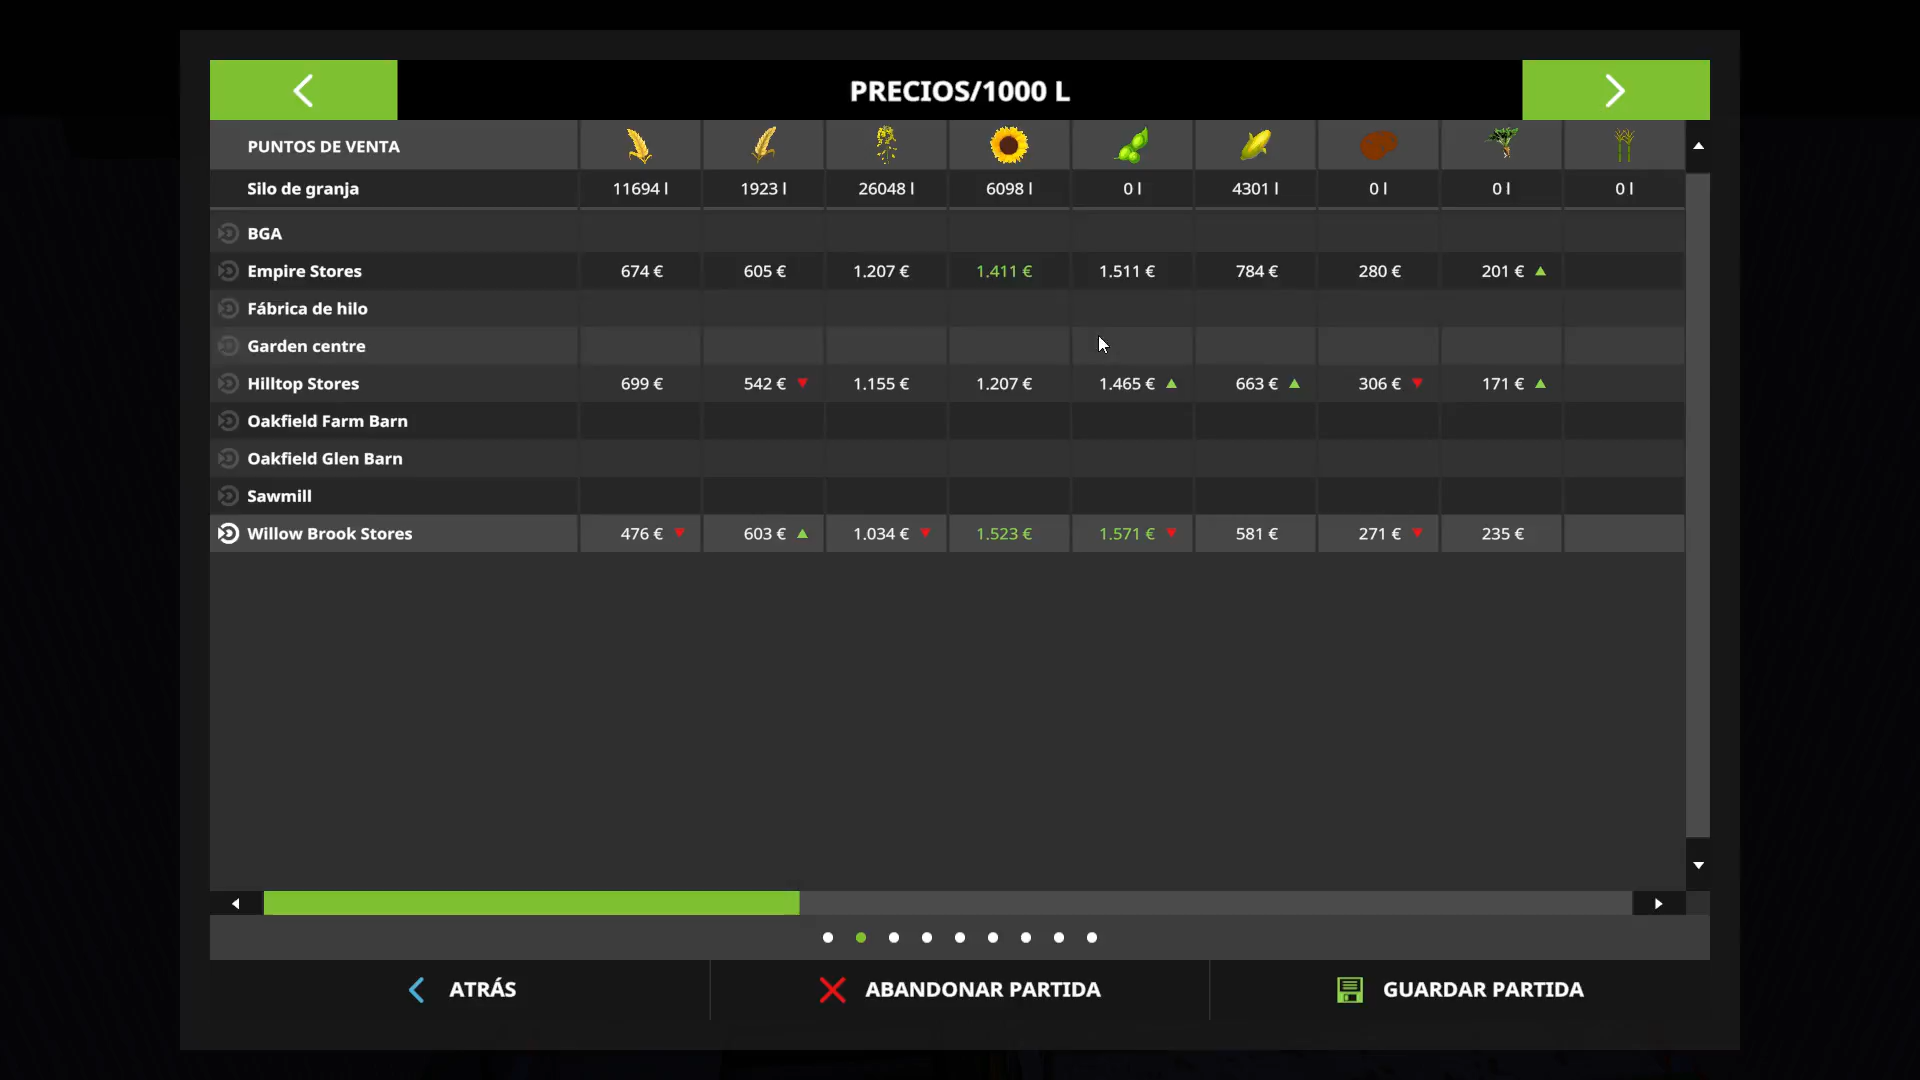 PRECIOS/1000 L
PUNTOS DE VENTA
Silo de granja 11694 l 1923 l 26048 l 6098 l 0 l 4301 l 0 l 0 l 0 l
BGA
Empire Stores 674 € 605 € 1.207 € 1.411 € 1.511 € 784 € 280 € 201 €
Fábrica de hilo
Garden centre
Hilltop Stores 699 € 542 € 1.155 € 1.207 € 1.465 € 663 € 306 € 171 €
Oakfield Farm Barn
Oakfield Glen Barn
Sawmill
Willow Brook Stores 476 € 603 € 1.034 € 1.523 € 1.571 € 581 € 271 € 235 €
ATRÁS ABANDONAR PARTIDA GUARDAR PARTIDA